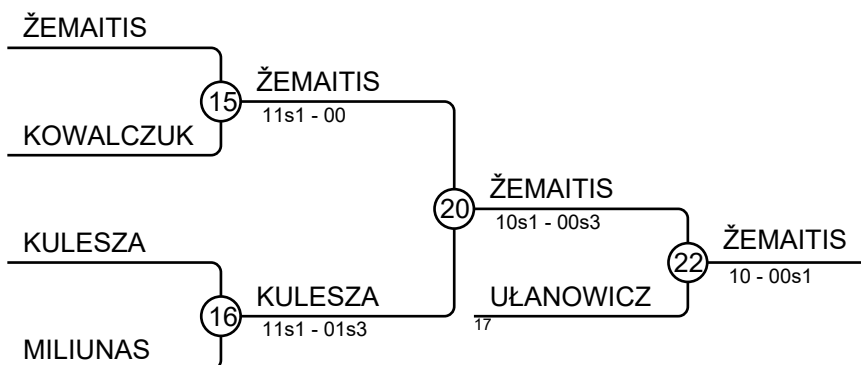 ŽEMAITIS
15
ŽEMAITIS
11s1 - 00
KOWALCZUK
20
ŽEMAITIS
10s1 - 00s3
KULESZA
22
ŽEMAITIS
10 - 00s1
16
KULESZA
11s1 - 01s3
UŁANOWICZ
17
MILIUNAS